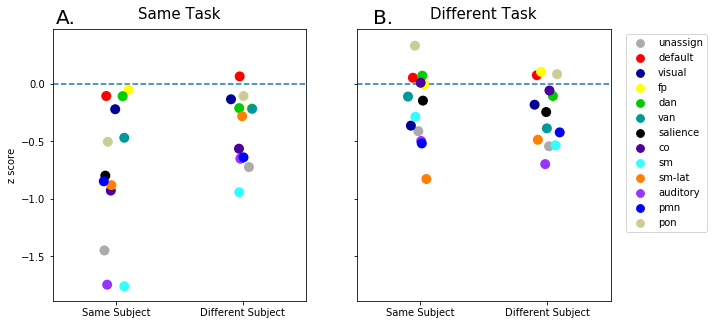 A.
Same Task
B.
Different Task
z score
0.0
−0.5
−1.0
−1.5
Same Subject
Different Subject
Same Subject
Different Subject
unassign
default
visual
fp
dan
van
salience
co
sm
sm-lat
auditory
pmn
pon